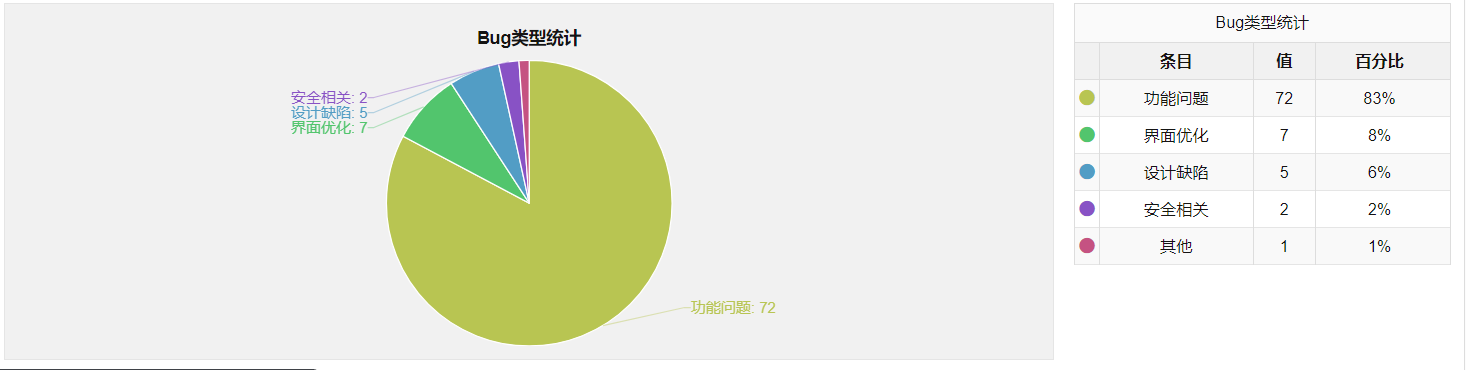 Bug类型统计
安全相关: 2
设计缺陷: 5
界面优化: 7
功能问题: 72
Bug类型统计
条目 值 百分比
功能问题 72 83%
界面优化 7 8%
设计缺陷 5 6%
安全相关 2 2%
其他 1 1%